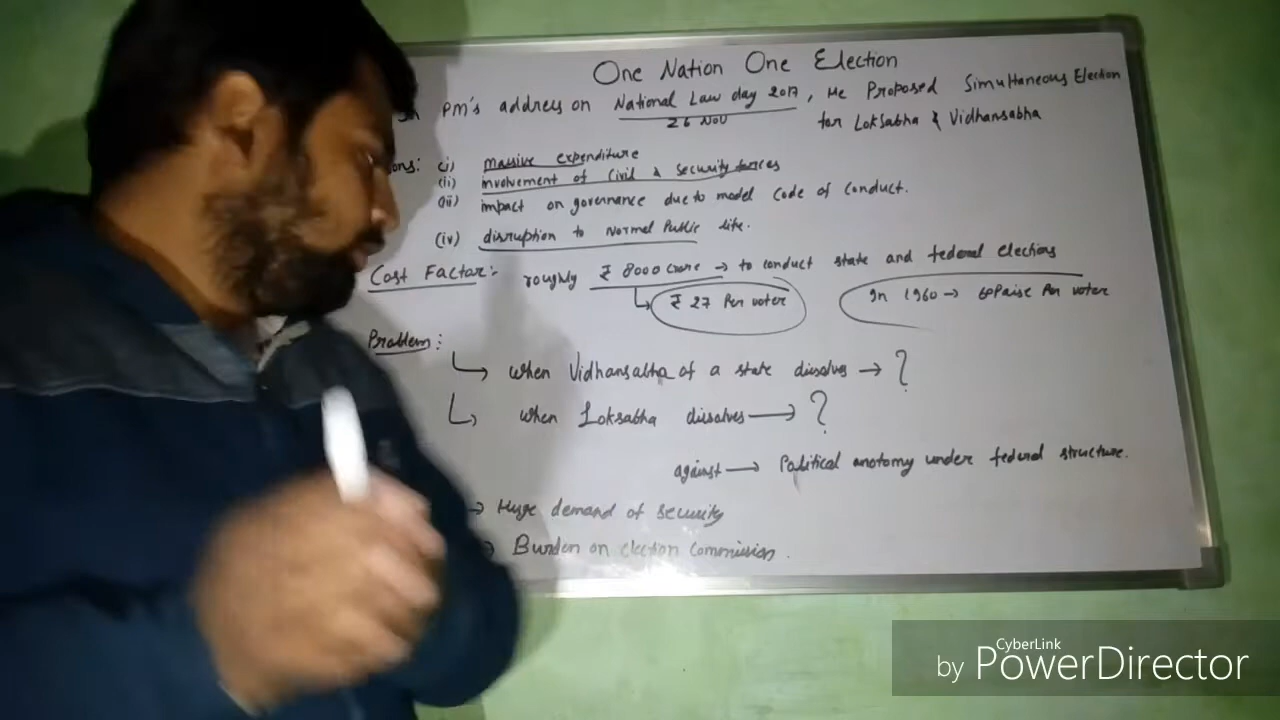 One Nation One Election
PM's address on National Law day 2017, He Proposed Simultaneous Election
26 Nov for Loksabha & Vidhansabha
(i) massive expenditure
(ii) involvement of civil & security forces
(iii) impact on governance due to model code of conduct.
(iv) disruption to Normal Public life.
Cost Factor:- roughly ₹ 8000 crore → to conduct state and federal elections
↳ ₹ 27 Per voter In 1960 → 60 Paise Per voter
Problem:
↳ when Vidhansabha of a state dissolves → ?
↳ when Loksabha dissolves → ?
against → Political anotomy under federal structure.
→ Huge demand of security
Burden on election Commission.
CyberLink
by PowerDirector